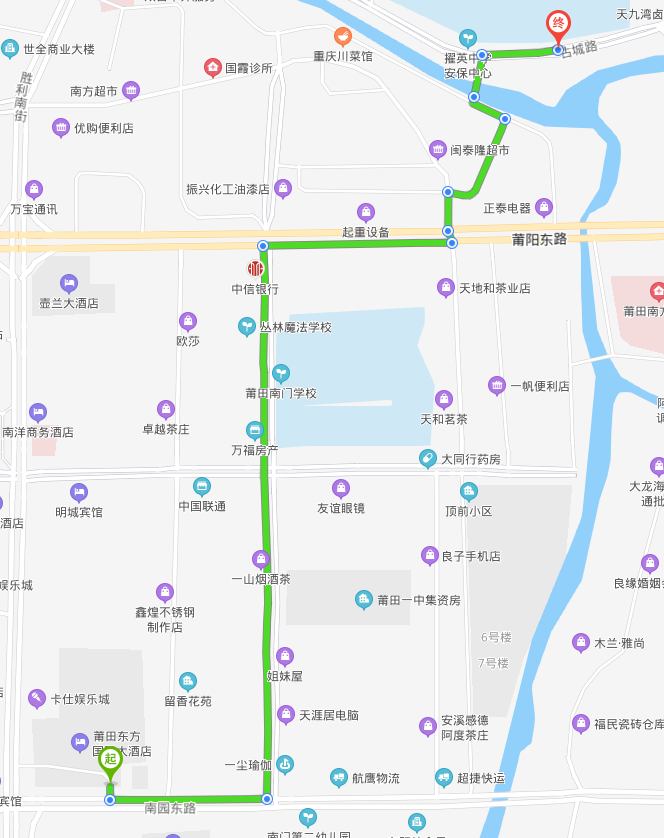 天九湾卤
终
世全商业大楼
重庆川菜馆
擢英中学
古城路
安保中心
国霞诊所
胜利南街
南方超市
优购便利店
闽泰隆超市
振兴化工油漆店
万宝通讯
正泰电器
起重设备
莆阳东路
中信银行
天地和茶业店
壶兰大酒店
莆田南方
丛林魔法学校
欧莎
莆田南门学校
一帆便利店
天和茗茶
南洋商务酒店
卓越茶庄
万福房产
大同行药房
大龙海
通批
明城宾馆
中国联通
友谊眼镜
顶前小区
酒店
良子手机店
一山烟酒茶
娱乐城
良缘婚姻
鑫煌不锈钢
制作店
莆田一中集资房
6号楼
木兰·雅尚
7号楼
姐妹屋
卡仕娱乐城
留香花苑
天涯居电脑
安溪感德
阿度茶庄
福民瓷砖仓库
莆田东方
国际大酒店
起
一尘瑜伽
航鹰物流
超捷快运
宾馆
南园东路
南门第二幼儿园